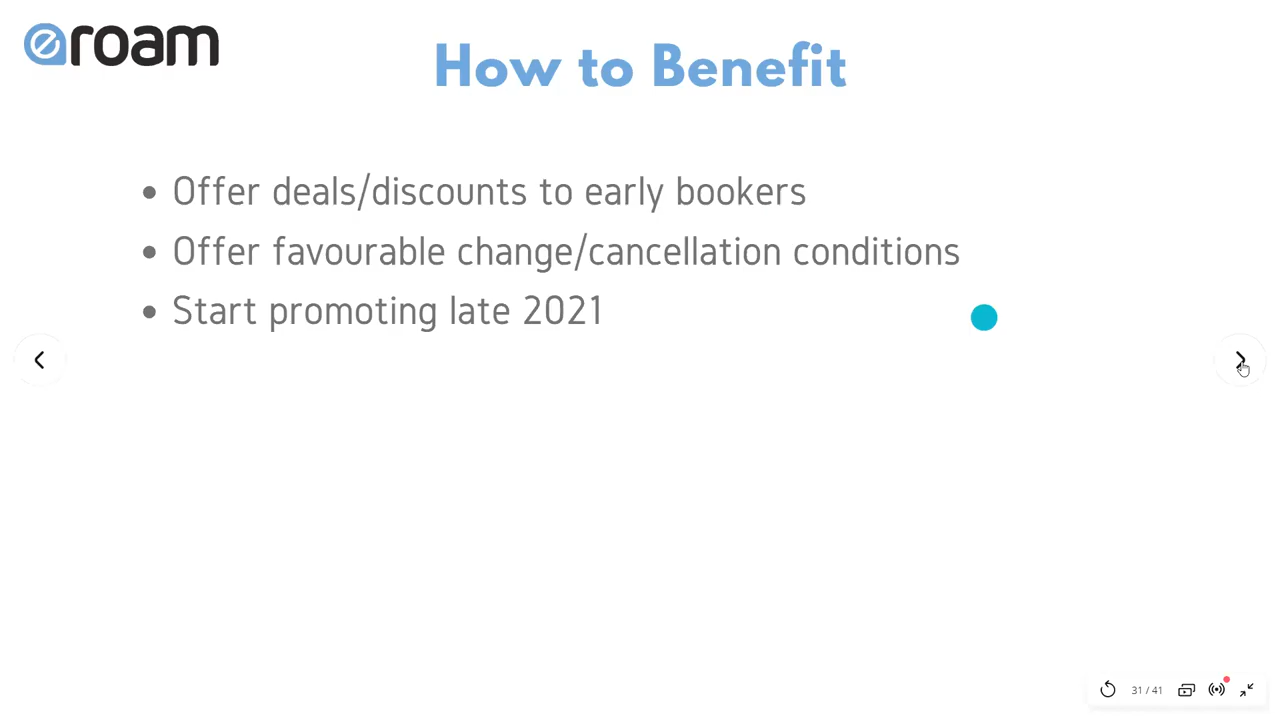 eroam
How to Benefit
• Offer deals/discounts to early bookers
• Offer favourable change/cancellation conditions
• Start promoting late 2021
31 / 41